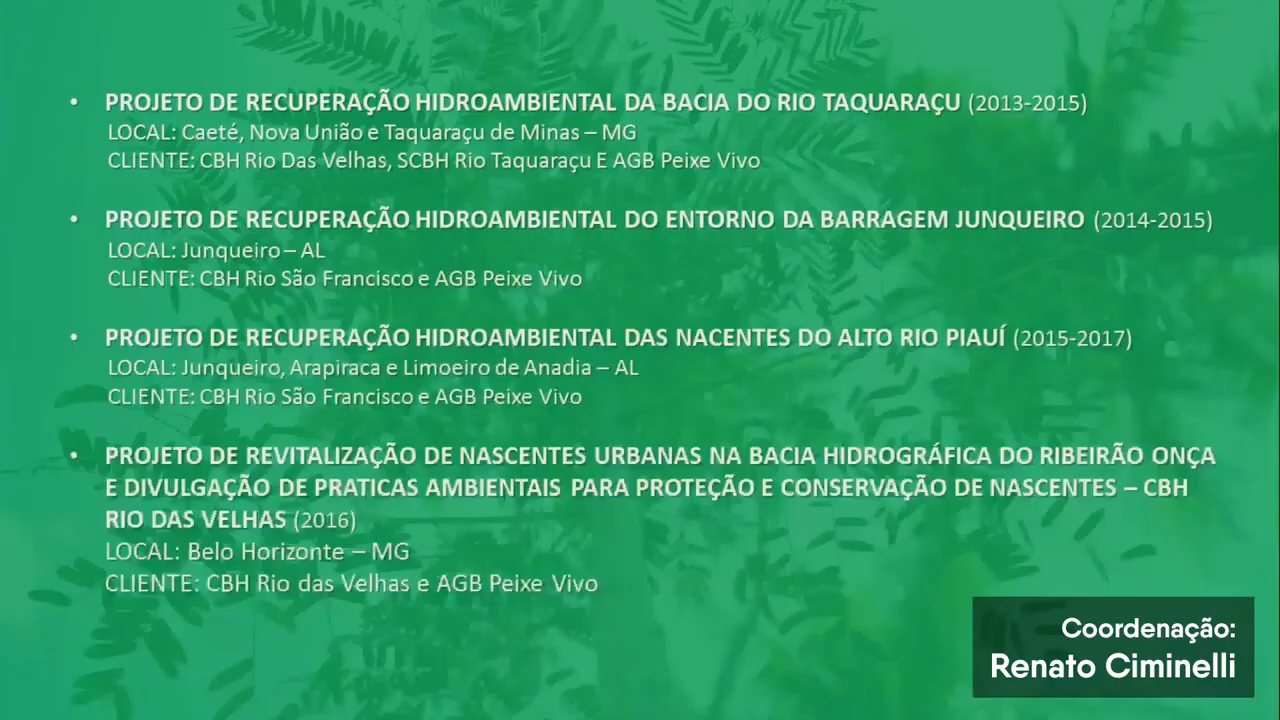 • PROJETO DE RECUPERAÇÃO HIDROAMBIENTAL DA BACIA DO RIO TAQUARAÇU (2013-2015)
LOCAL: Caeté, Nova União e Taquaraçu de Minas – MG
CLIENTE: CBH Rio Das Velhas, SCBH Rio Taquaraçu E AGB Peixe Vivo
• PROJETO DE RECUPERAÇÃO HIDROAMBIENTAL DO ENTORNO DA BARRAGEM JUNQUEIRO (2014-2015)
LOCAL: Junqueiro – AL
CLIENTE: CBH Rio São Francisco e AGB Peixe Vivo
• PROJETO DE RECUPERAÇÃO HIDROAMBIENTAL DAS NACENTES DO ALTO RIO PIAUÍ (2015-2017)
LOCAL: Junqueiro, Arapiraca e Limoeiro de Anadia – AL
CLIENTE: CBH Rio São Francisco e AGB Peixe Vivo
• PROJETO DE REVITALIZAÇÃO DE NASCENTES URBANAS NA BACIA HIDROGRÁFICA DO RIBEIRÃO ONÇA
E DIVULGAÇÃO DE PRATICAS AMBIENTAIS PARA PROTEÇÃO E CONSERVAÇÃO DE NASCENTES – CBH
RIO DAS VELHAS (2016)
LOCAL: Belo Horizonte – MG
CLIENTE: CBH Rio das Velhas e AGB Peixe Vivo
Coordenação:
Renato Ciminelli